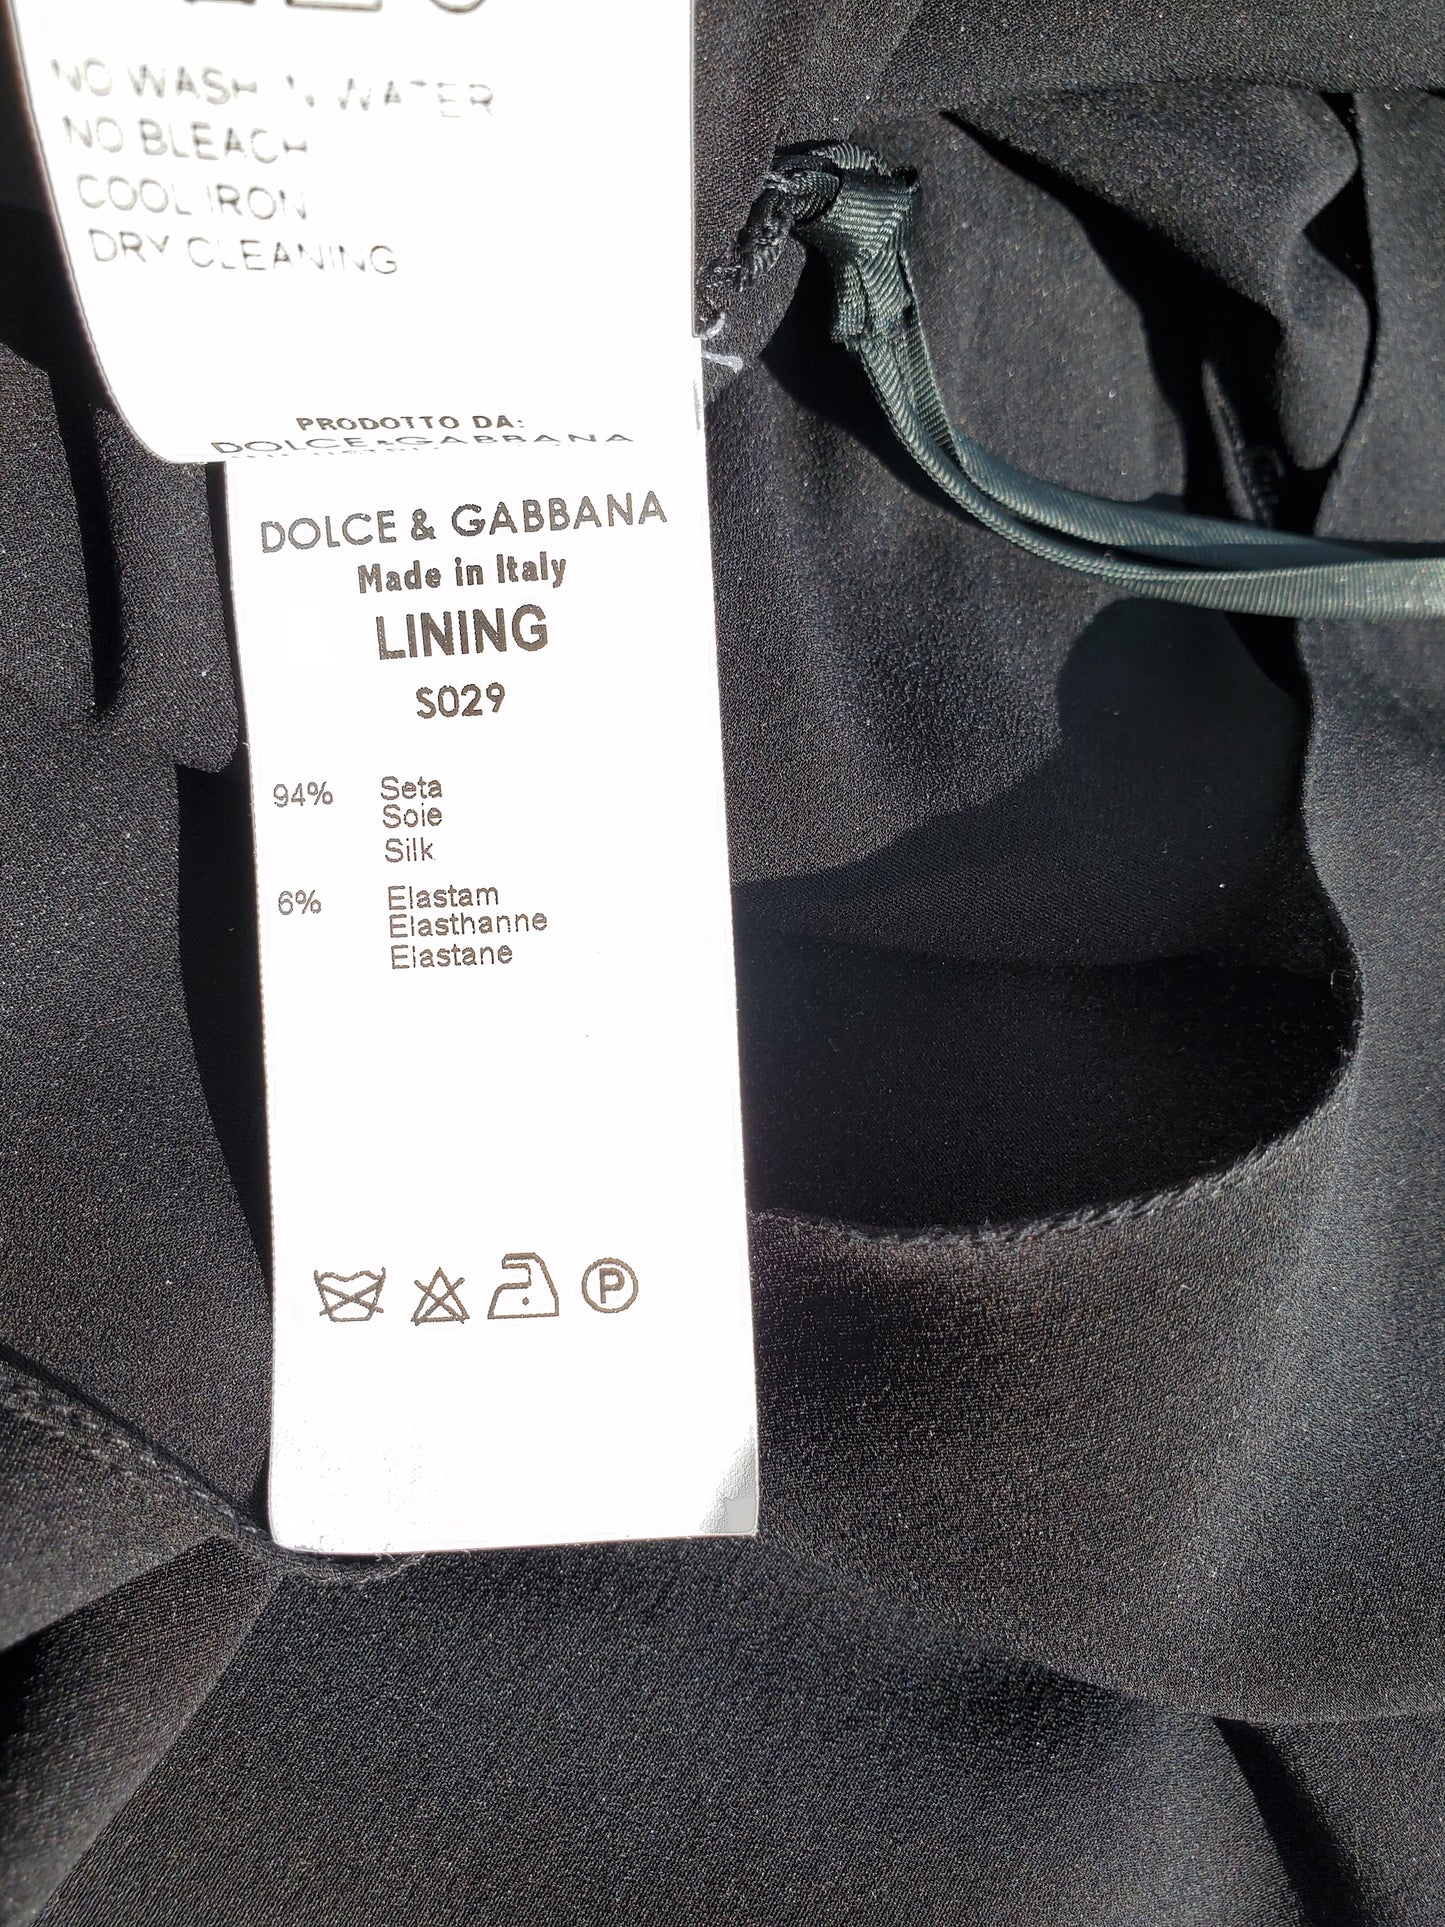 NO WASH IN WATER
NO BLEACH
COOL IRON
DRY CLEANING
PRODOTTO DA:
DOLCE & GABBANA
DOLCE & GABBANA
Made in Italy
LINING
S029
94% Seta
Soie
Silk
6% Elastam
Elasthanne
Elastane
P